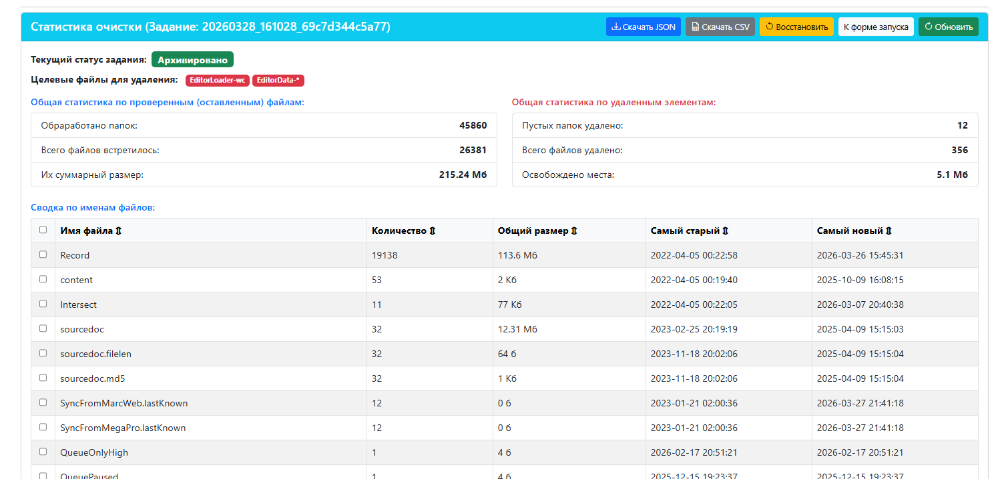 Статистика очистки (Задание: 20260328_161028_69c7d344c5a77) Скачать JSON Скачать CSV Восстановить К форме запуска Обновить
Текущий статус задания: Архивировано
Целевые файлы для удаления: EditorLoader-wc EditorData-*
Общая статистика по проверенным (оставленным) файлам:
Обраработано папок: 45860
Всего файлов встретилось: 26381
Их суммарный размер: 215.24 Мб
Общая статистика по удаленным элементам:
Пустых папок удалено: 12
Всего файлов удалено: 356
Освобождено места: 5.1 Мб
Сводка по именам файлов:
Имя файла ⇕ Количество ⇕ Общий размер ⇕ Самый старый ⇕ Самый новый ⇕
Record 19138 113.6 Мб 2022-04-05 00:22:58 2026-03-26 15:45:31
content 53 2 Кб 2022-04-05 00:19:40 2025-10-09 16:08:15
Intersect 11 77 Кб 2022-04-05 00:22:05 2026-03-07 20:40:38
sourcedoc 32 12.31 Мб 2023-02-25 20:19:19 2025-04-09 15:15:03
sourcedoc.filelen 32 64 б 2023-11-18 20:02:06 2025-04-09 15:15:04
sourcedoc.md5 32 1 Кб 2023-11-18 20:02:06 2025-04-09 15:15:04
SyncFromMarcWeb.lastKnown 12 0 б 2023-01-21 02:00:36 2026-03-27 21:41:18
SyncFromMegaPro.lastKnown 12 0 б 2023-01-21 02:00:36 2026-03-27 21:41:18
QueueOnlyHigh 1 4 б 2026-02-17 20:51:21 2026-02-17 20:51:21
QueuePaused 1 4 б 2025-12-15 19:23:37 2025-12-15 19:23:37